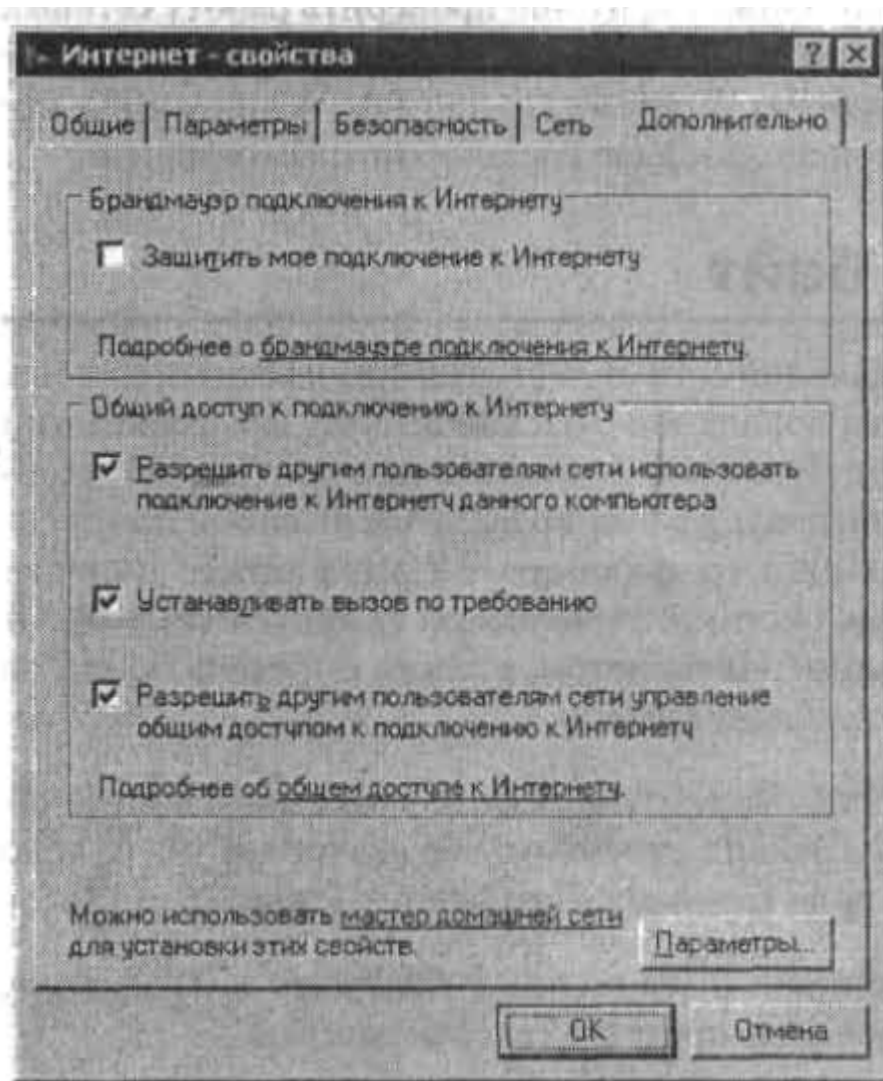 Интернет - свойства
Общие Параметры Безопасность Сеть Дополнительно
Брандмауэр подключения к Интернету
Защитить мое подключение к Интернету
Подробнее о брандмауэре подключения к Интернету.
Общий доступ к подключению к Интернету
Разрешить другим пользователям сети использовать
подключение к Интернету данного компьютера
Устанавливать вызов по требованию
Разрешить другим пользователям сети управление
общим доступом к подключению к Интернету
Подробнее об общем доступе к Интернету.
Можно использовать мастер домашней сети
для установки этих свойств.
Параметры...
OK Отмена